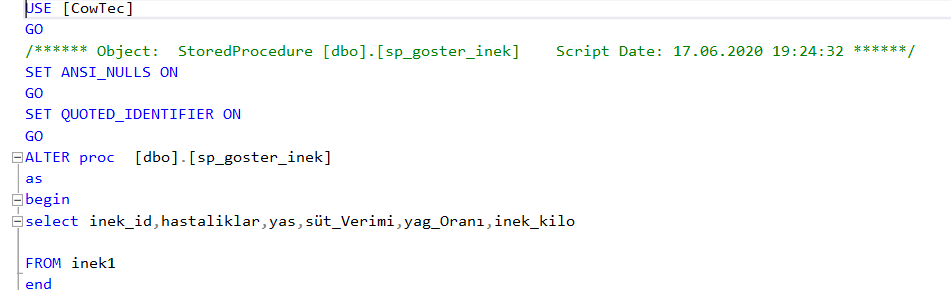 USE [CowTec]
GO
/****** Object:  StoredProcedure [dbo].[sp_goster_inek]    Script Date: 17.06.2020 19:24:32 ******/
SET ANSI_NULLS ON
GO
SET QUOTED_IDENTIFIER ON
GO
ALTER proc  [dbo].[sp_goster_inek]
as
begin
select inek_id,hastaliklar,yas,süt_Verimi,yag_Oranı,inek_kilo
FROM inek1
end